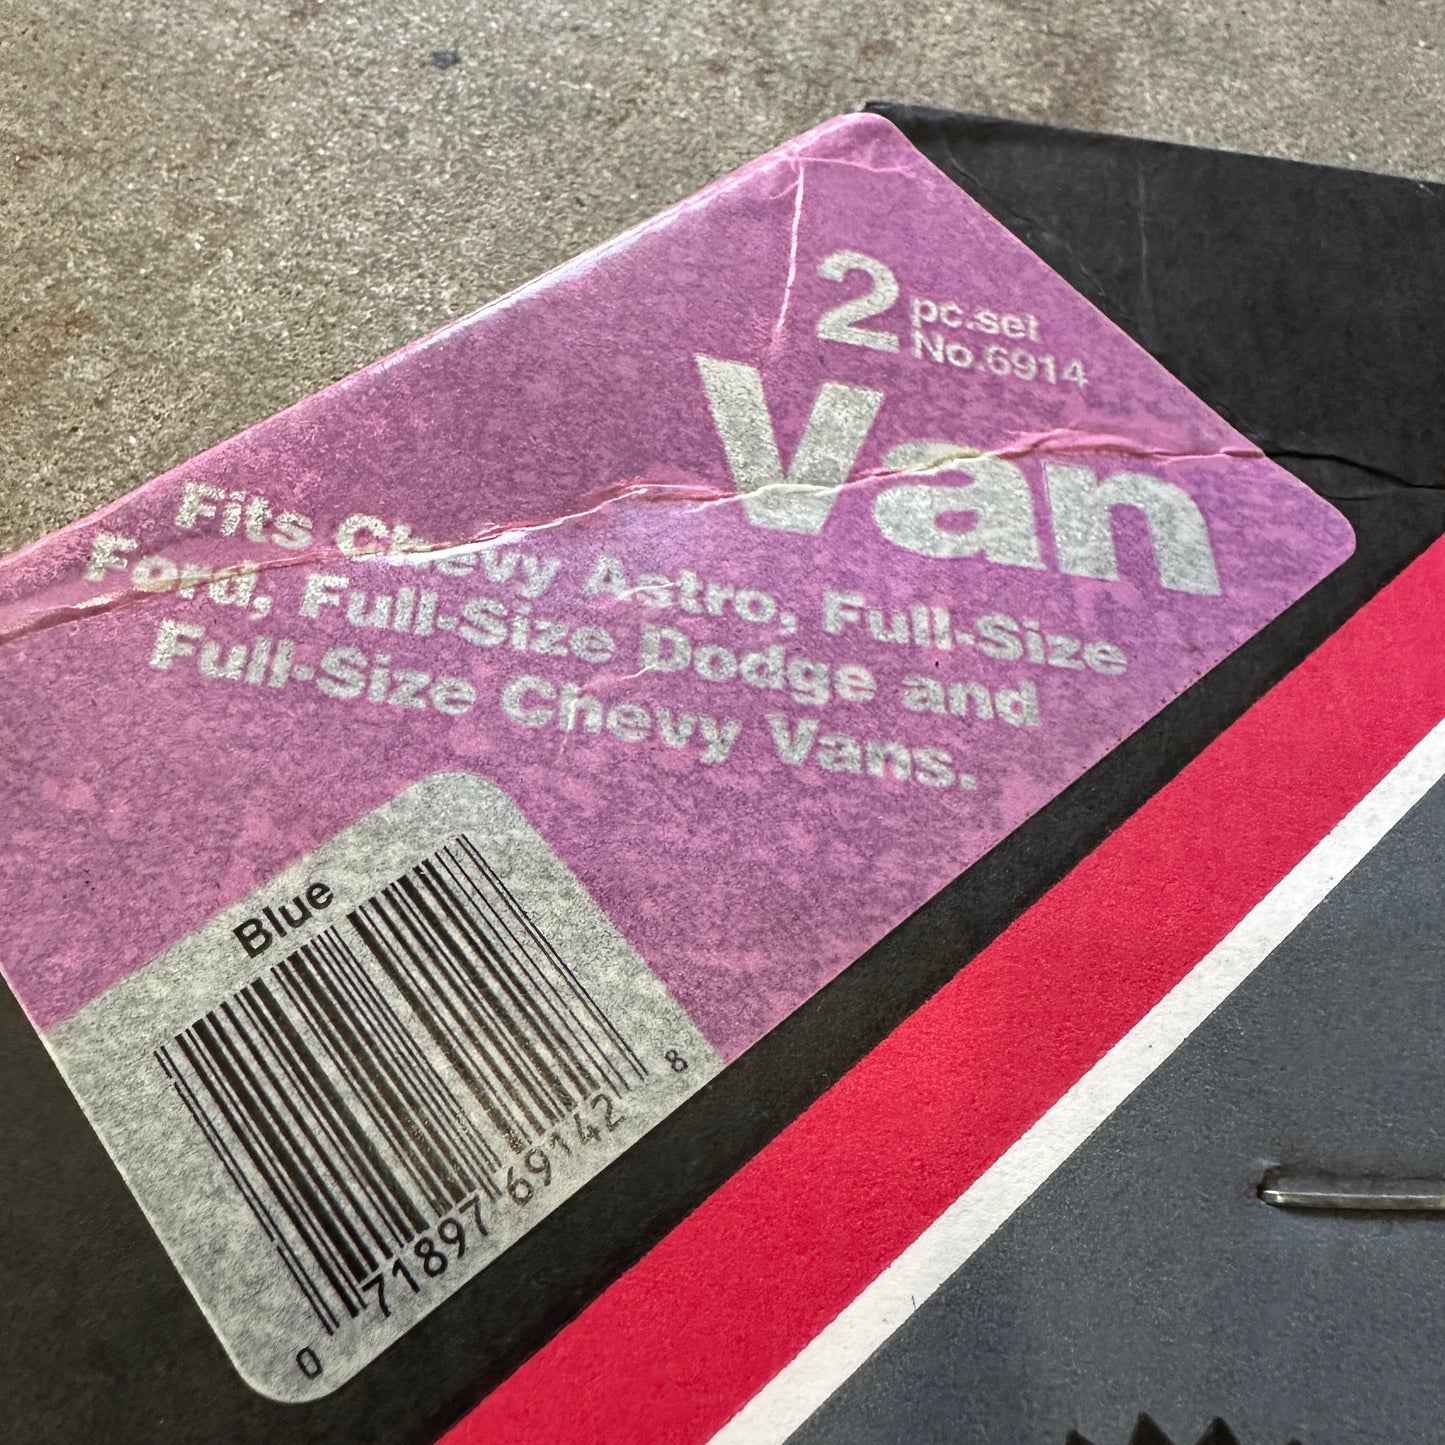 2 pc.set
No.6914
Van
Fits Chevy Astro, Full-Size
Ford, Full-Size Dodge and
Full-Size Chevy Vans.
Blue
0 71897 69142 8